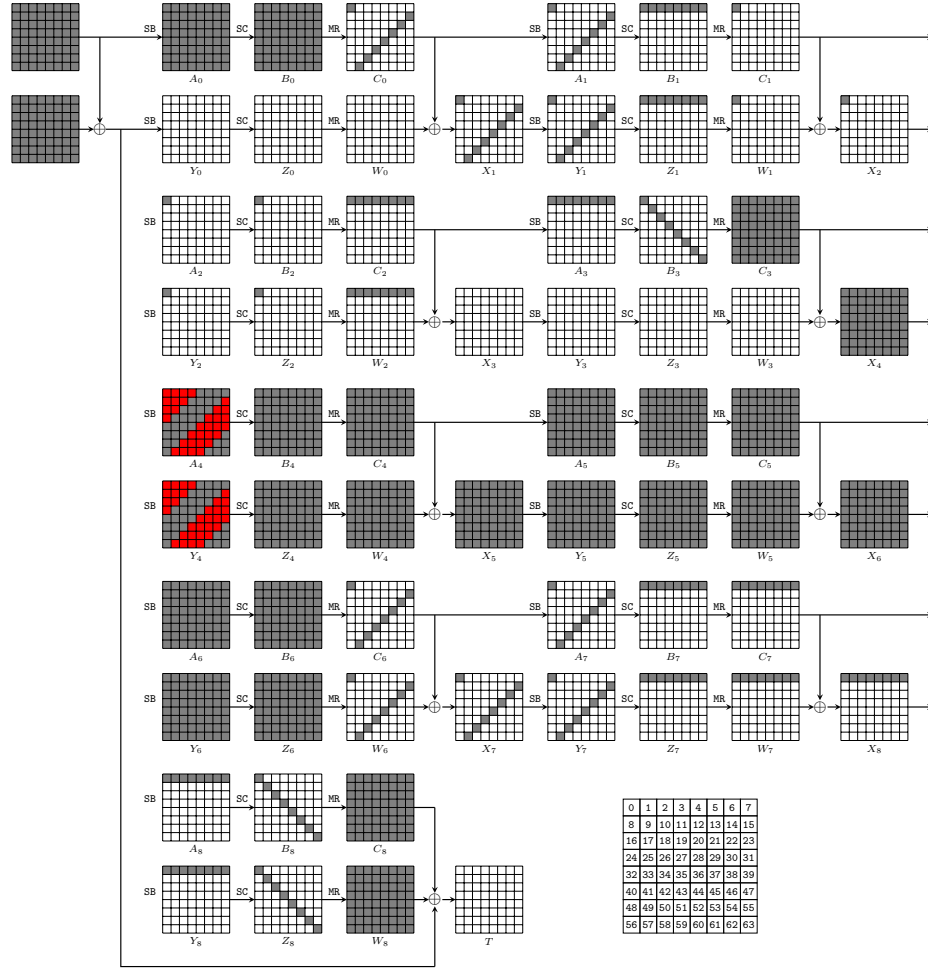 SB SC MR SB SC MR
A0 B0 C0 A1 B1 C1
SB SC MR SB SC MR
Y0 Z0 W0 X1 Y1 Z1 W1 X2
SB SC MR SB SC MR
A2 B2 C2 A3 B3 C3
SB SC MR SB SC MR
Y2 Z2 W2 X3 Y3 Z3 W3 X4
SB SC MR SB SC MR
A4 B4 C4 A5 B5 C5
SB SC MR SB SC MR
Y4 Z4 W4 X5 Y5 Z5 W5 X6
SB SC MR SB SC MR
A6 B6 C6 A7 B7 C7
SB SC MR SB SC MR
Y6 Z6 W6 X7 Y7 Z7 W7 X8
SB SC MR
A8 B8 C8
SB SC MR
Y8 Z8 W8 T
0 1 2 3 4 5 6 7
8 9 10 11 12 13 14 15
16 17 18 19 20 21 22 23
24 25 26 27 28 29 30 31
32 33 34 35 36 37 38 39
40 41 42 43 44 45 46 47
48 49 50 51 52 53 54 55
56 57 58 59 60 61 62 63